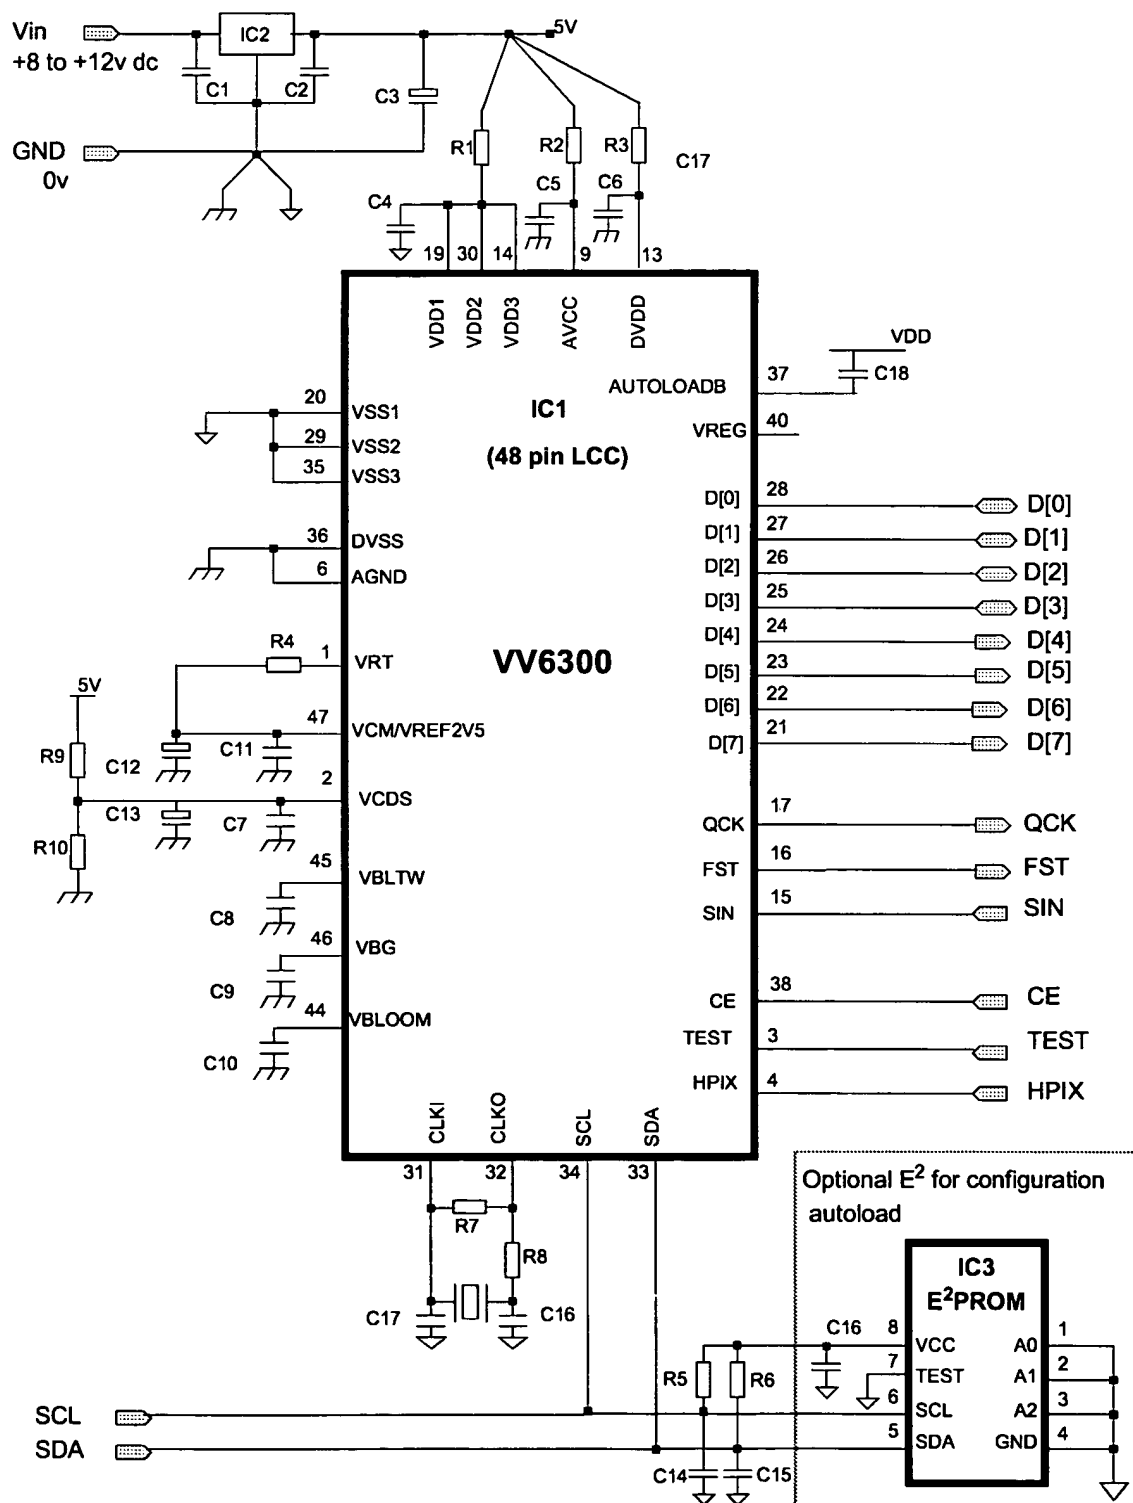 Vin
+8 to +12v dc
IC2
5V
C1
C2
C3
GND
0v
R1
R2
R3
C17
C4
C5
C6
19
30
14
9
13
VDD1
VDD2
VDD3
AVCC
DVDD
VDD
C18
AUTOLOADB
37
IC1
(48 pin LCC)
VREG
40
20
VSS1
29
VSS2
35
VSS3
36
DVSS
6
AGND
R4
1
VRT
VV6300
5V
47
VCM/VREF2V5
R9
C12
C11
2
VCDS
C13
C7
R10
45
VBLTW
C8
46
VBG
C9
44
VBLOOM
C10
D[0]
28
D[0]
D[1]
27
D[1]
D[2]
26
D[2]
D[3]
25
D[3]
D[4]
24
D[4]
D[5]
23
D[5]
D[6]
22
D[6]
D[7]
21
D[7]
QCK
17
QCK
FST
16
FST
SIN
15
SIN
CE
38
CE
TEST
3
TEST
HPIX
4
HPIX
CLKI
CLKO
SCL
SDA
31
32
34
33
R7
R8
C17
C16
Optional E² for configuration
autoload
IC3
E²PROM
C16
8
VCC
A0
1
7
TEST
A1
2
R5
R6
6
SCL
A2
3
5
SDA
GND
4
SCL
SDA
C14
C15